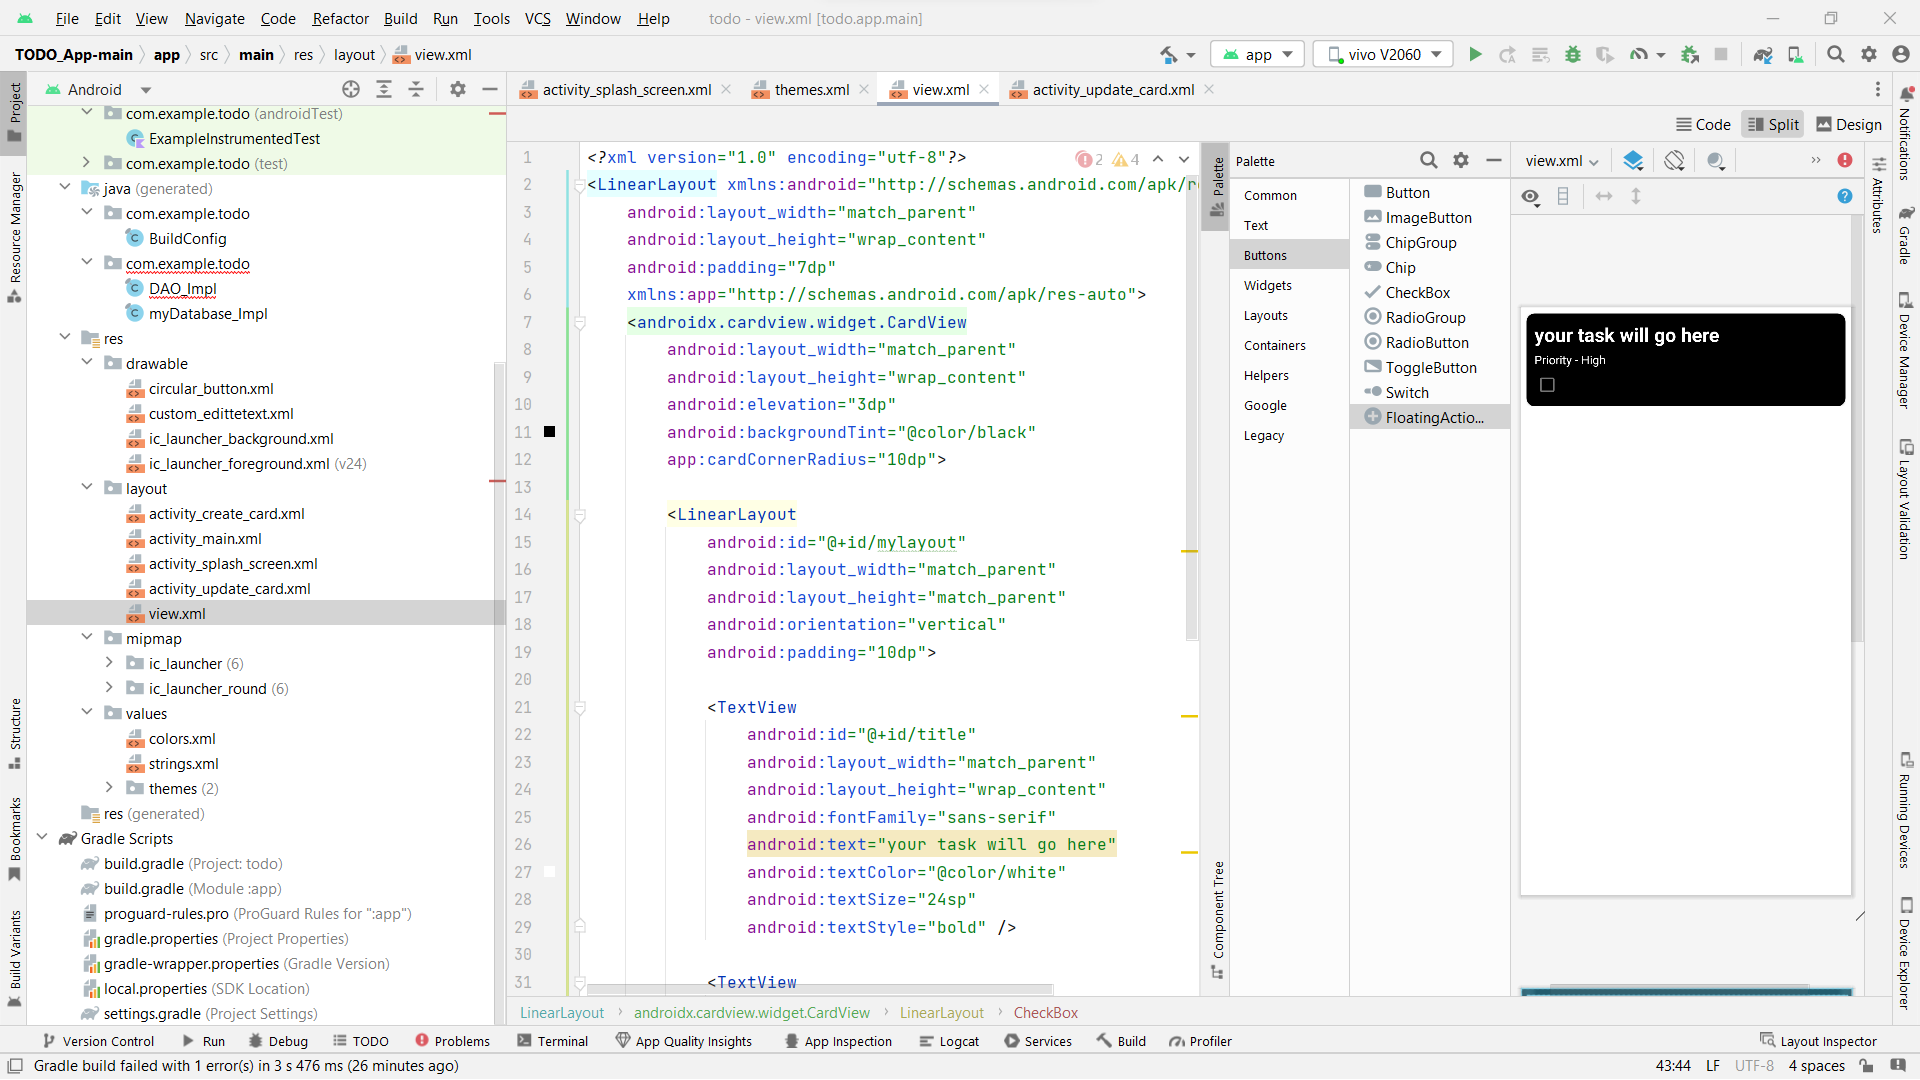 File Edit View Navigate Code Refactor Build Run Tools VCS Window Help todo - view.xml [todo.app.main]
TODO_App-main app src main res layout view.xml app vivo V2060
Project
Android
activity_splash_screen.xml themes.xml view.xml activity_update_card.xml
Code Split Design
com.example.todo (androidTest)
ExampleInstrumentedTest
com.example.todo (test)
java (generated)
com.example.todo
BuildConfig
com.example.todo
DAO_Impl
myDatabase_Impl
res
drawable
circular_button.xml
custom_edittetext.xml
ic_launcher_background.xml
ic_launcher_foreground.xml (v24)
layout
activity_create_card.xml
activity_main.xml
activity_splash_screen.xml
activity_update_card.xml
view.xml
mipmap
ic_launcher (6)
ic_launcher_round (6)
values
colors.xml
strings.xml
themes (2)
res (generated)
Gradle Scripts
build.gradle (Project: todo)
build.gradle (Module :app)
proguard-rules.pro (ProGuard Rules for ":app")
gradle.properties (Project Properties)
gradle-wrapper.properties (Gradle Version)
local.properties (SDK Location)
settings.gradle (Project Settings)
Resource Manager
Structure
Bookmarks
Build Variants
2 4
1 <?xml version="1.0" encoding="utf-8"?>
2 <LinearLayout xmlns:android="http://schemas.android.com/apk/re
3 android:layout_width="match_parent"
4 android:layout_height="wrap_content"
5 android:padding="7dp"
6 xmlns:app="http://schemas.android.com/apk/res-auto">
7 <androidx.cardview.widget.CardView
8 android:layout_width="match_parent"
9 android:layout_height="wrap_content"
10 android:elevation="3dp"
11 android:backgroundTint="@color/black"
12 app:cardCornerRadius="10dp">
13
14 <LinearLayout
15 android:id="@+id/mylayout"
16 android:layout_width="match_parent"
17 android:layout_height="match_parent"
18 android:orientation="vertical"
19 android:padding="10dp">
20
21 <TextView
22 android:id="@+id/title"
23 android:layout_width="match_parent"
24 android:layout_height="wrap_content"
25 android:fontFamily="sans-serif"
26 android:text="your task will go here"
27 android:textColor="@color/white"
28 android:textSize="24sp"
29 android:textStyle="bold" />
30
31 <TextView
LinearLayout androidx.cardview.widget.CardView LinearLayout CheckBox
Palette
Component Tree
Palette
Common
Text
Buttons
Widgets
Layouts
Containers
Helpers
Google
Legacy
Button
ImageButton
ChipGroup
Chip
CheckBox
RadioGroup
RadioButton
ToggleButton
Switch
FloatingActio...
view.xml
your task will go here
Priority - High
Attributes
Notifications
Gradle
Device Manager
Layout Validation
Running Devices
Device Explorer
Version Control Run Debug TODO Problems Terminal App Quality Insights App Inspection Logcat Services Build Profiler Layout Inspector
Gradle build failed with 1 error(s) in 3 s 476 ms (26 minutes ago) 43:44 LF UTF-8 4 spaces